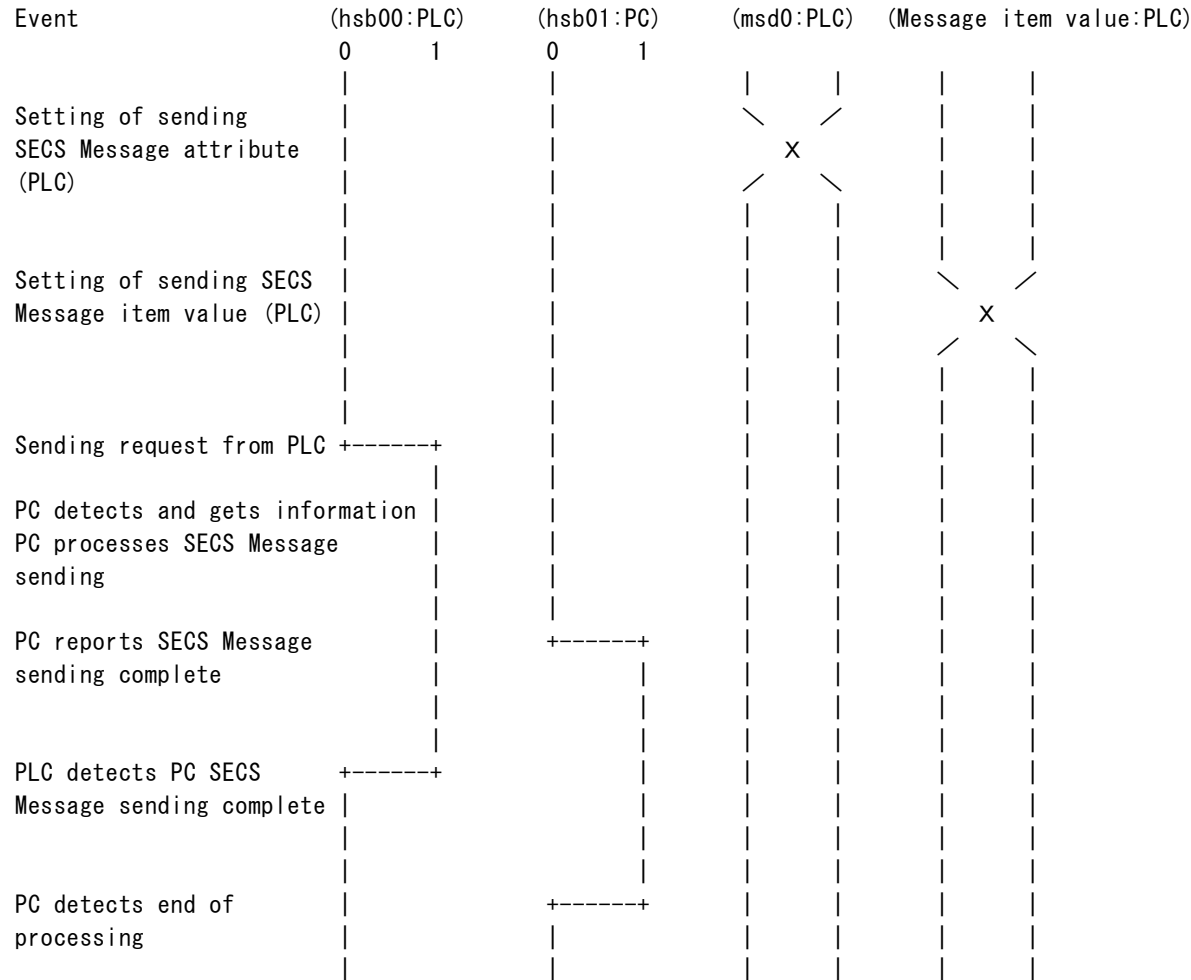 Event (hsb00:PLC) (hsb01:PC) (msd0:PLC) (Message item value:PLC)
0 1 0 1
Setting of sending
SECS Message attribute
(PLC)
Setting of sending SECS
Message item value (PLC)
Sending request from PLC
PC detects and gets information
PC processes SECS Message
sending
PC reports SECS Message
sending complete
PLC detects PC SECS
Message sending complete
PC detects end of
processing